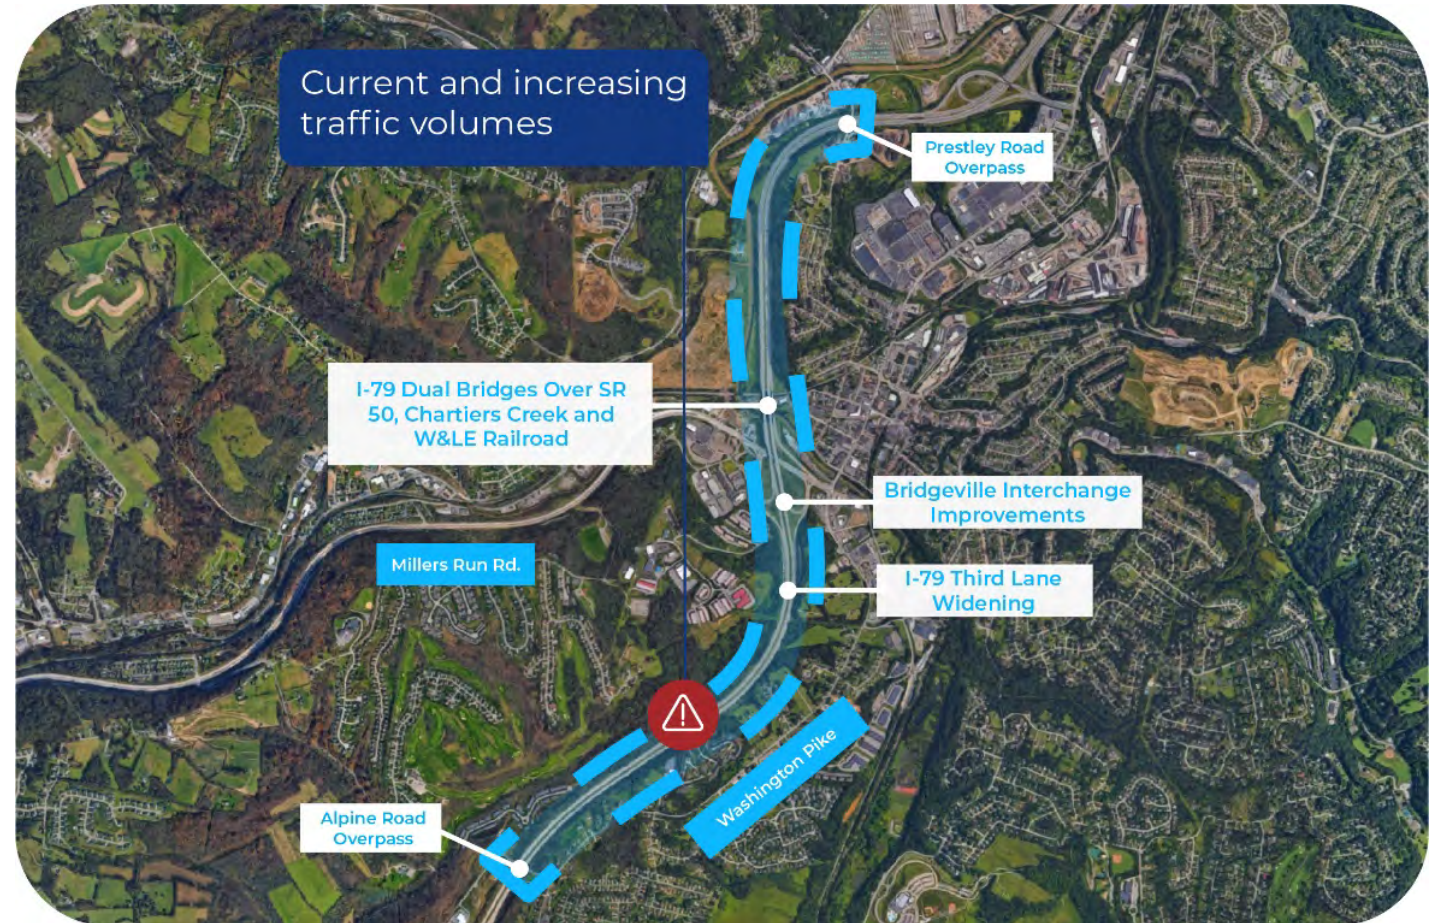 Current and increasing
traffic volumes
Prestley Road
Overpass
I-79 Dual Bridges Over SR
50, Chartiers Creek and
W&LE Railroad
Bridgeville Interchange
Improvements
Millers Run Rd.
I-79 Third Lane
Widening
Washington Pike
Alpine Road
Overpass